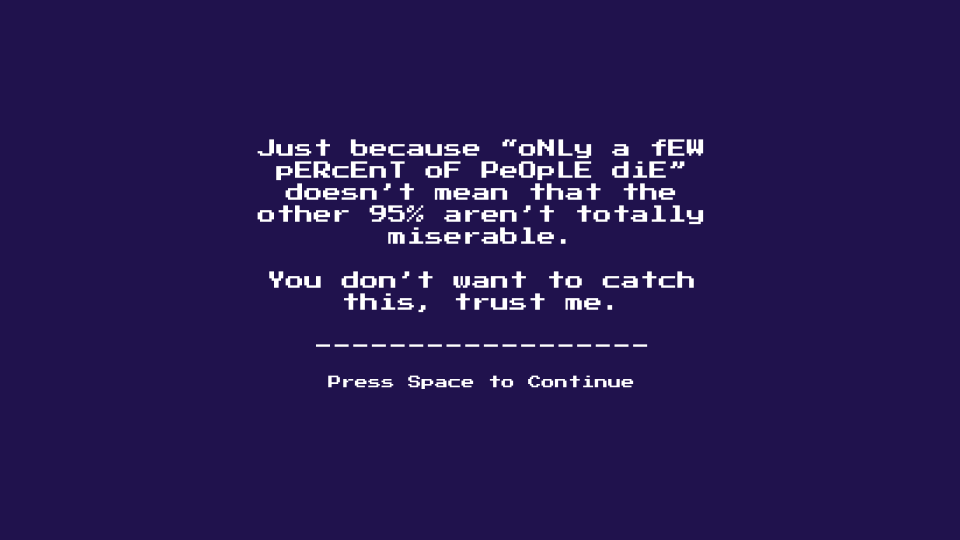 Just because “oNLy a fEW
pERcEnT oF PeOpLE diE”
doesn’t mean that the
other 95% aren’t totally
miserable.
You don’t want to catch
this, trust me.
------------------
Press Space to Continue